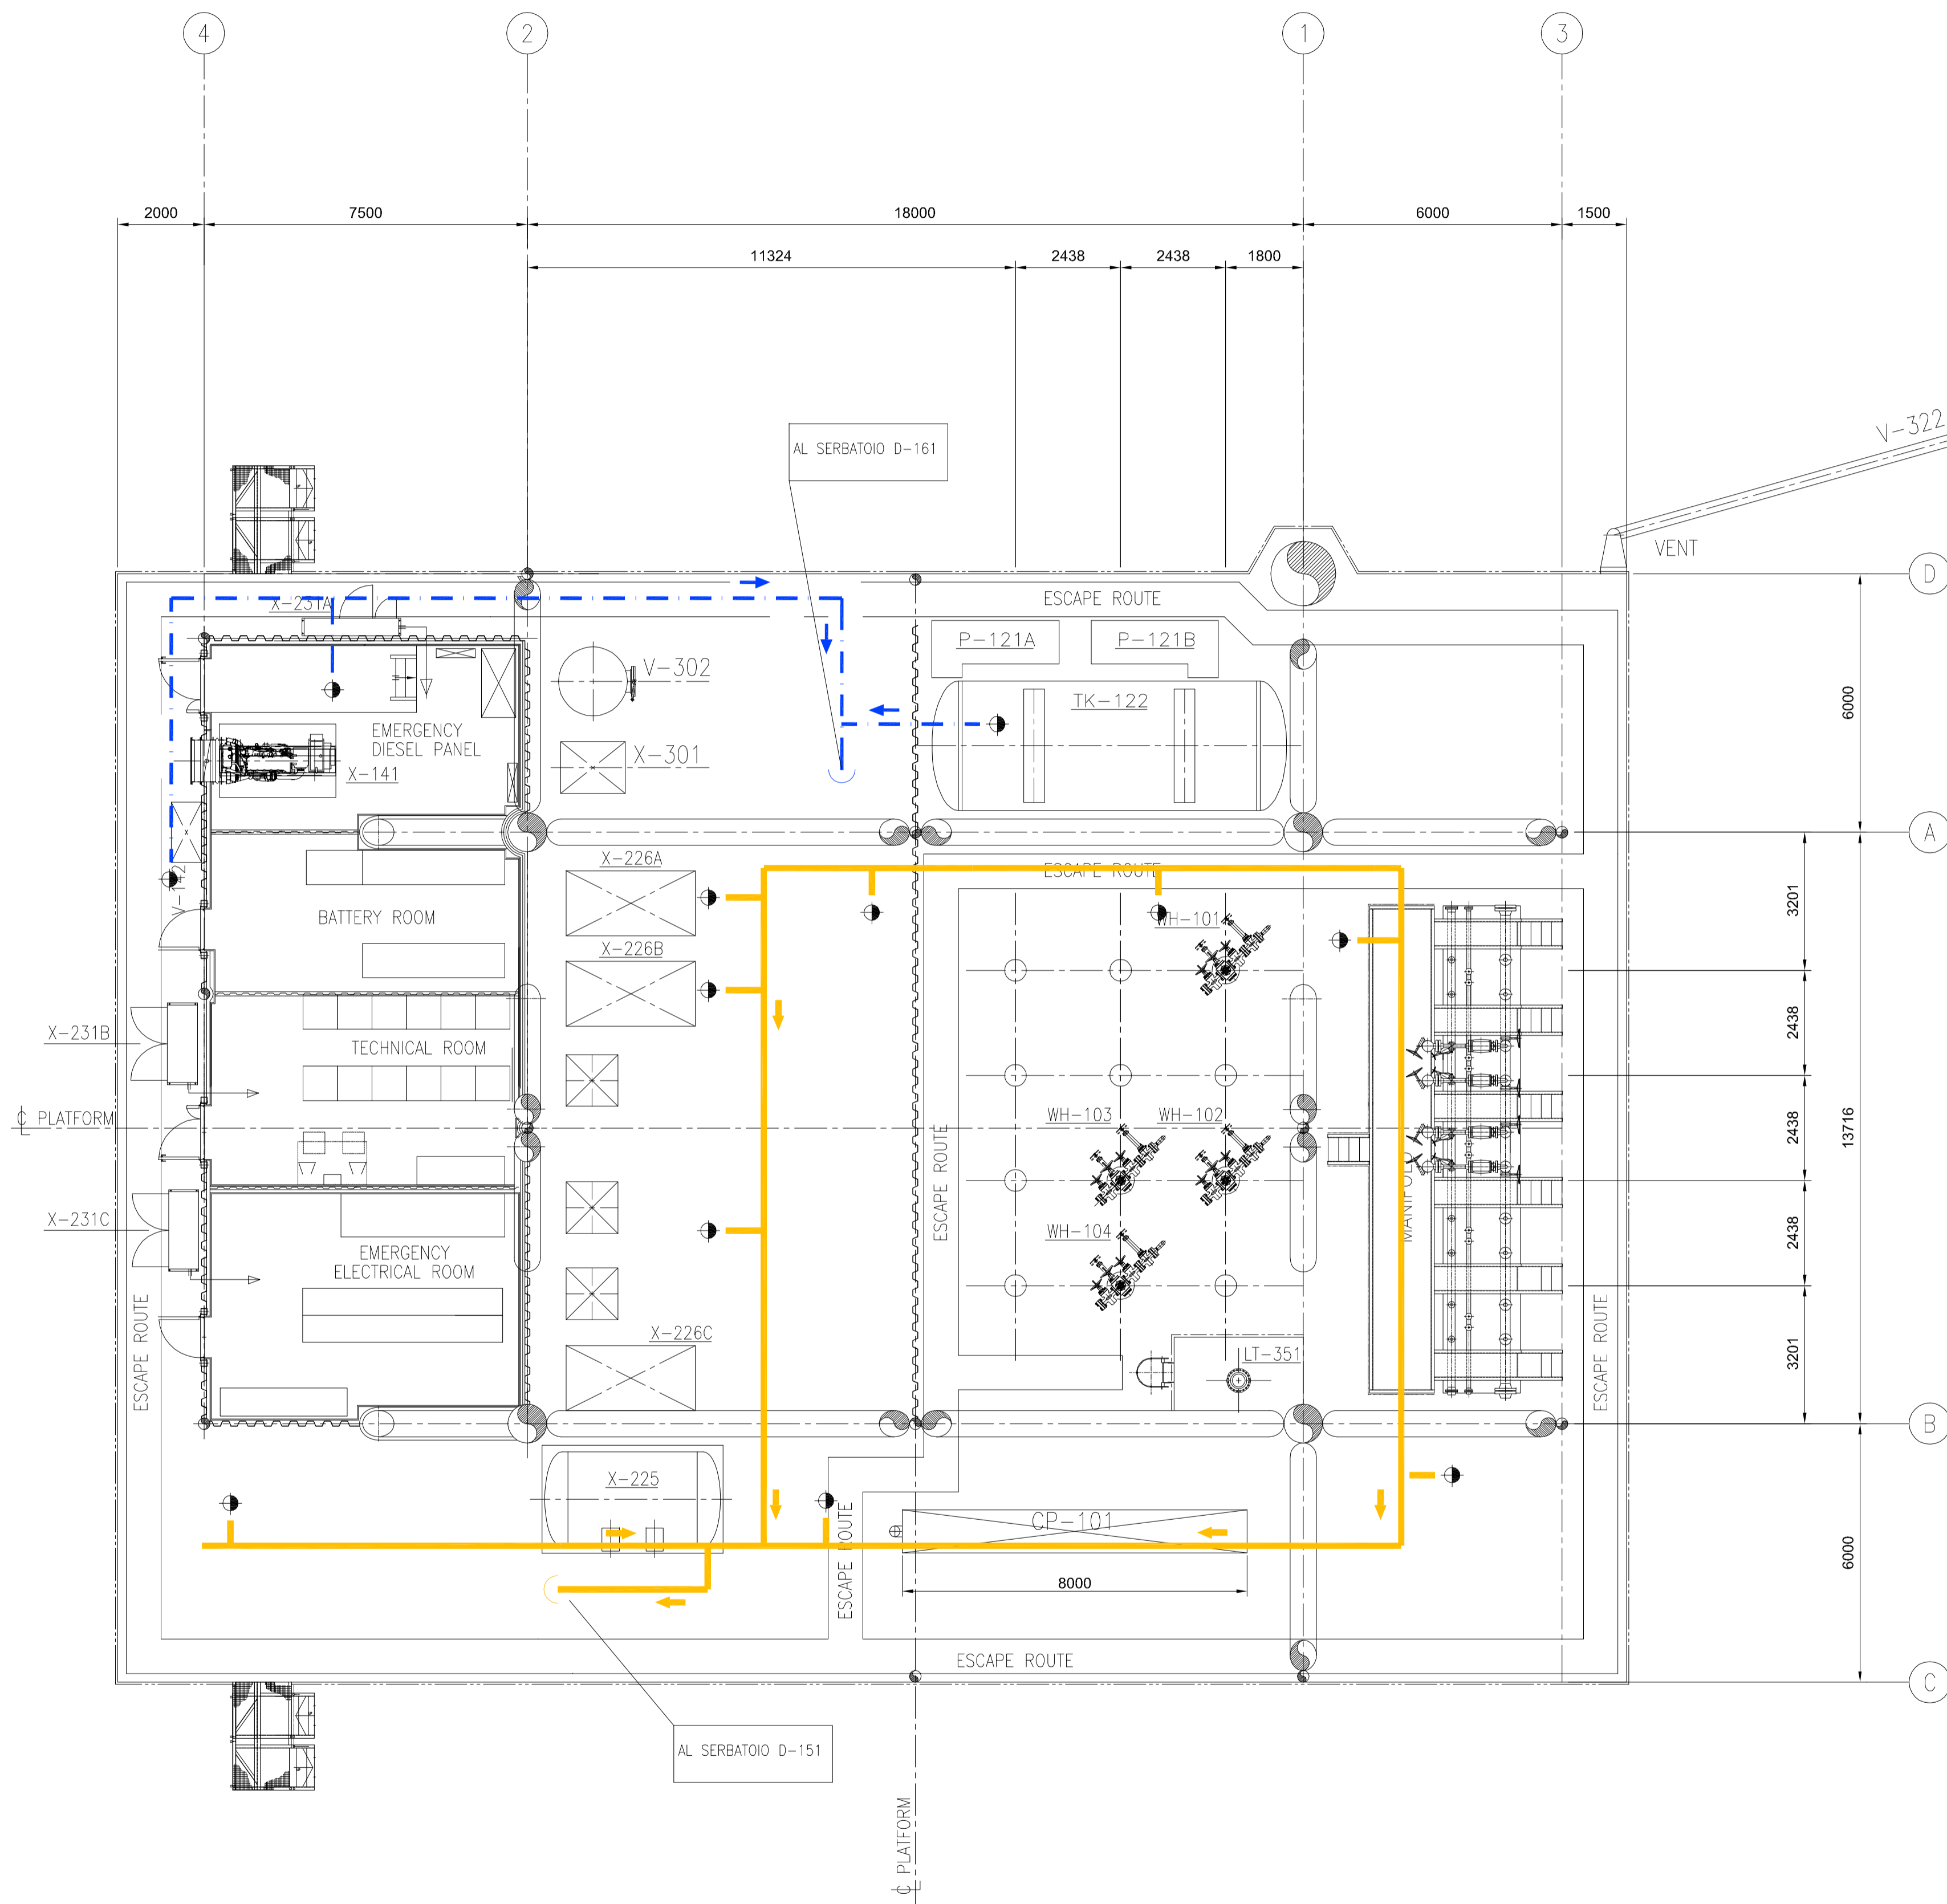 4
2
1
3
2000
7500
18000
6000
1500
11324
2438
2438
1800
V-322
AL SERBATOIO D-161
VENT
D
X-231A
ESCAPE ROUTE
P-121A
P-121B
V-302
TK-122
6000
EMERGENCY
DIESEL PANEL
X-301
X-141
A
X-226A
ESCAPE ROUTE
V-142
BATTERY ROOM
WH-101
3201
X-226B
X-231B
TECHNICAL ROOM
2438
C PLATFORM
WH-103
WH-102
2438
13716
ESCAPE ROUTE
MANIFOLD
X-231C
WH-104
EMERGENCY
ELECTRICAL ROOM
2438
ESCAPE ROUTE
X-226C
LT-351
ESCAPE ROUTE
3201
B
X-225
CP-101
ESCAPE ROUTE
6000
8000
ESCAPE ROUTE
C
AL SERBATOIO D-151
C PLATFORM